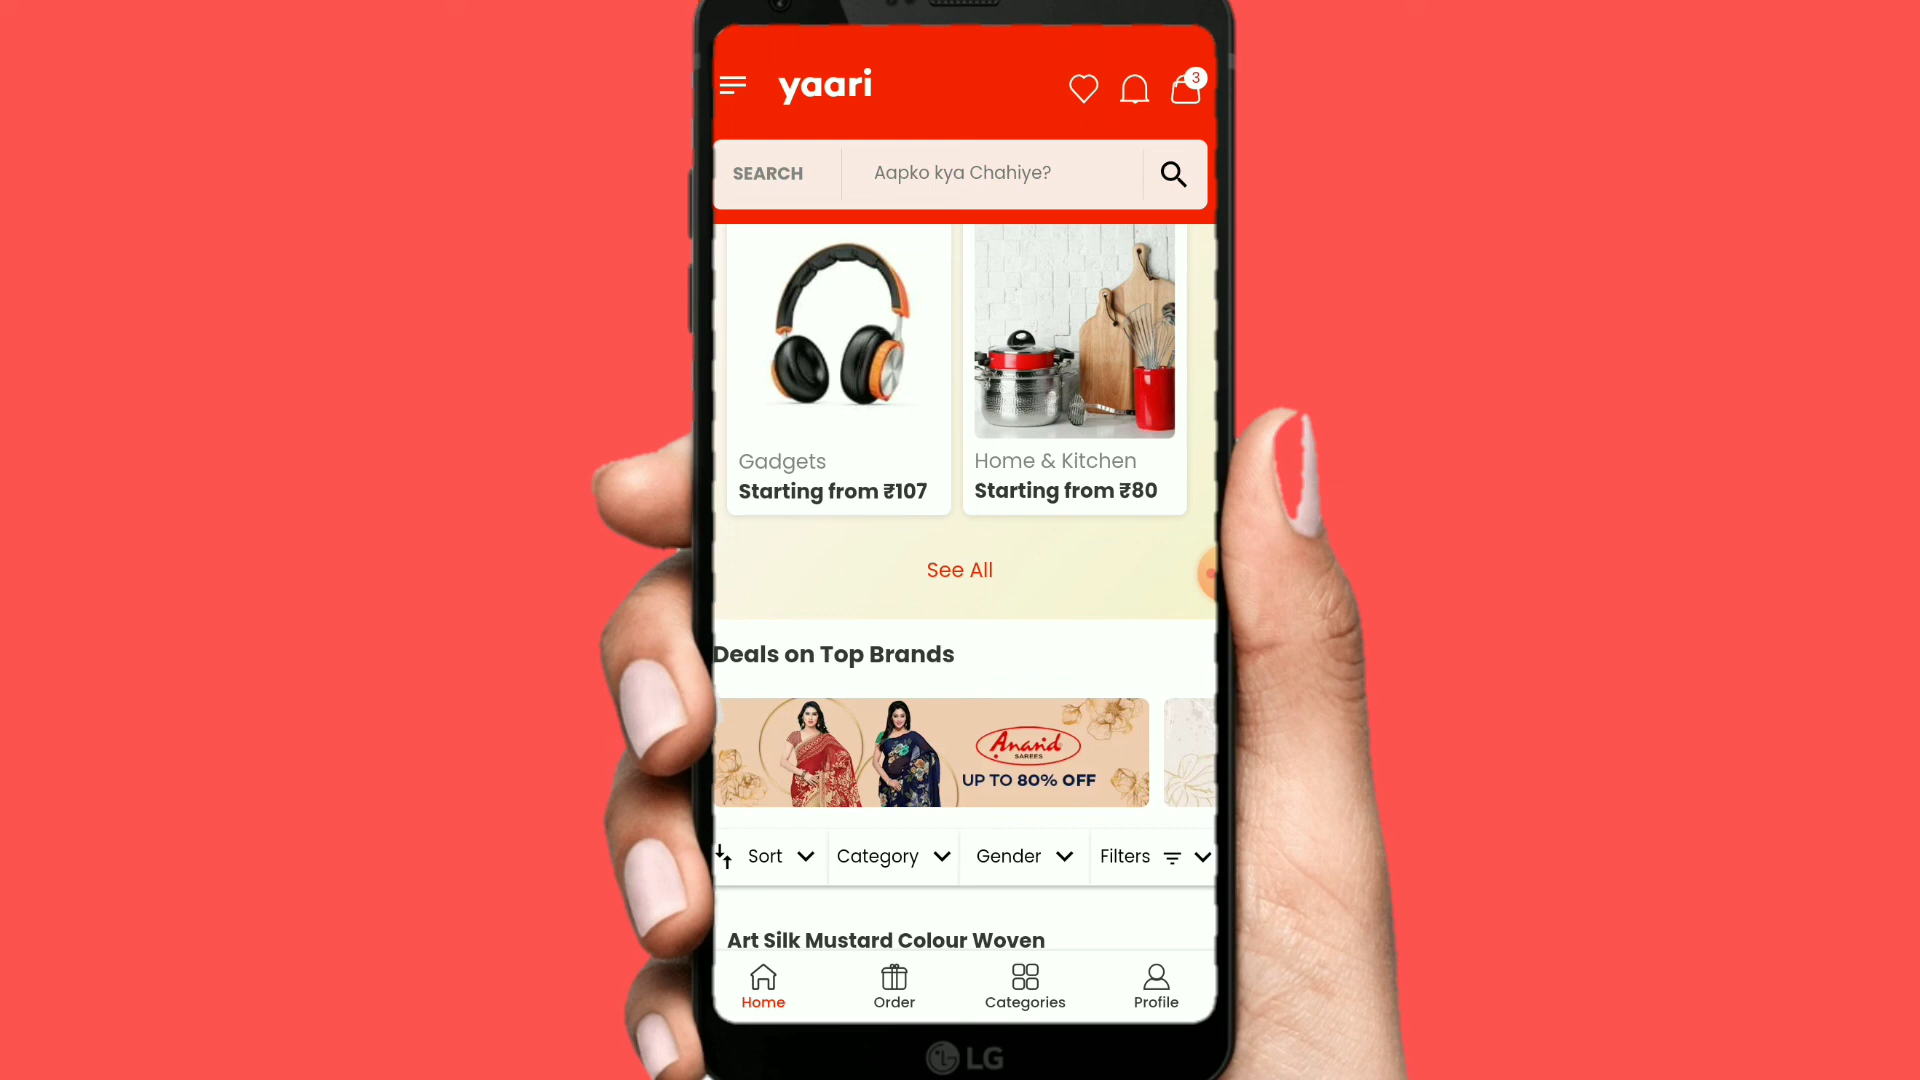 yaari
3
SEARCH
Aapko kya Chahiye?
Gadgets
Starting from ₹107
Home & Kitchen
Starting from ₹80
See All
Deals on Top Brands
Anand
SAREES
UP TO 80% OFF
Sort
Category
Gender
Filters
Art Silk Mustard Colour Woven
Home
Order
Categories
Profile
LG